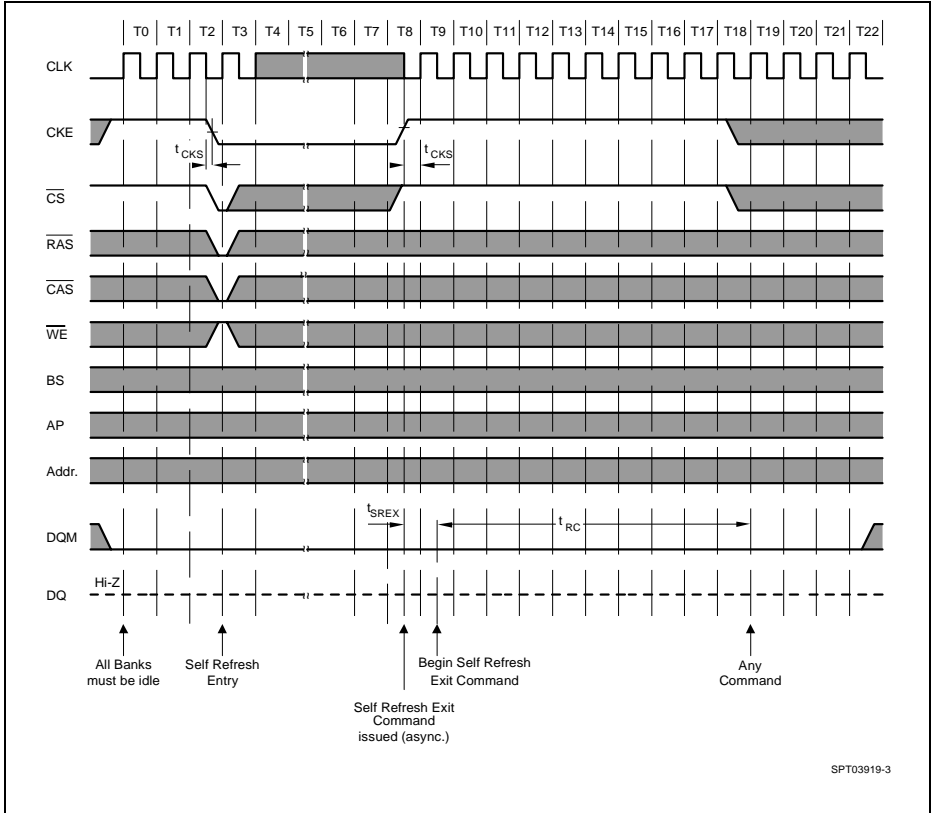 T0 T1 T2 T3 T4 T5 T6 T7 T8 T9 T10 T11 T12 T13 T14 T15 T16 T17 T18 T19 T20 T21 T22
CLK
CKE
tCKS tCKS
CS
RAS
CAS
WE
BS
AP
Addr.
tSREX
tRC
DQM
Hi-Z
DQ
All Banks
must be idle
Self Refresh
Entry
Begin Self Refresh
Exit Command
Any
Command
Self Refresh Exit
Command
issued (async.)
SPT03919-3